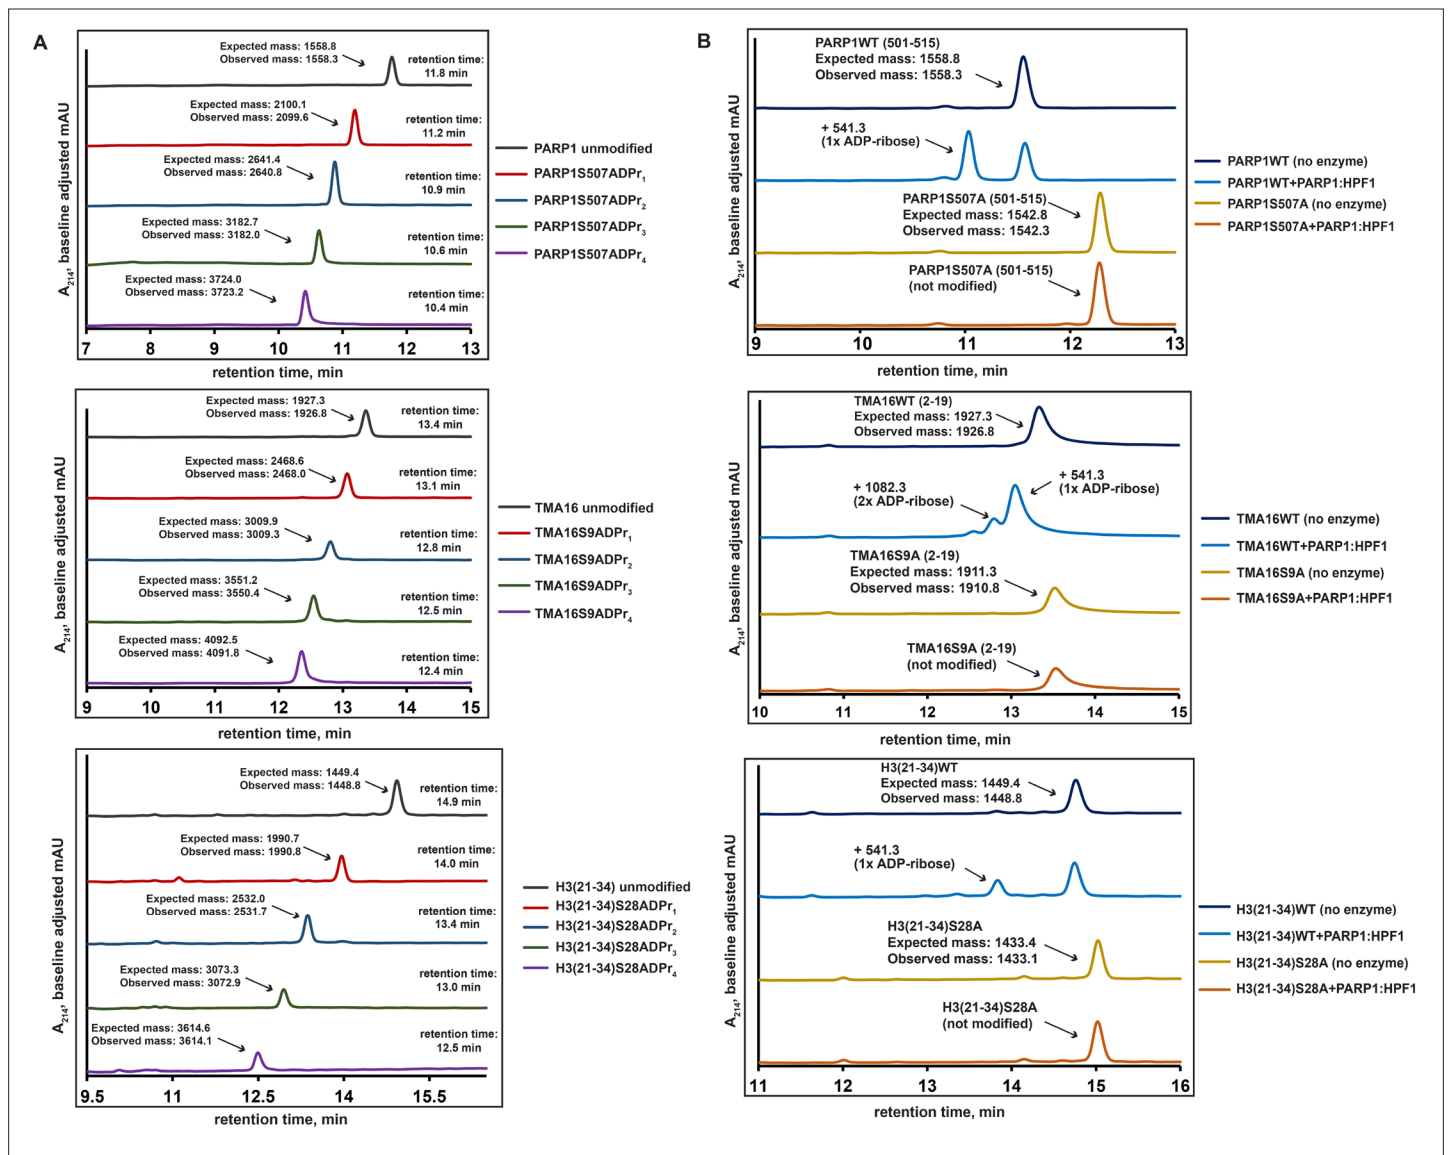 A
Expected mass: 1558.8
Observed mass: 1558.3
retention time:
11.8 min
Expected mass: 2100.1
Observed mass: 2099.6
retention time:
11.2 min
Expected mass: 2641.4
Observed mass: 2640.8
retention time:
10.9 min
Expected mass: 3182.7
Observed mass: 3182.0
retention time:
10.6 min
Expected mass: 3724.0
Observed mass: 3723.2
retention time:
10.4 min
A214, baseline adjusted mAU
7 8 9 10 11 12 13
retention time, min
PARP1 unmodified
PARP1S507ADPr1
PARP1S507ADPr2
PARP1S507ADPr3
PARP1S507ADPr4
Expected mass: 1927.3
Observed mass: 1926.8
retention time:
13.4 min
Expected mass: 2468.6
Observed mass: 2468.0
retention time:
13.1 min
Expected mass: 3009.9
Observed mass: 3009.3
retention time:
12.8 min
Expected mass: 3551.2
Observed mass: 3550.4
retention time:
12.5 min
Expected mass: 4092.5
Observed mass: 4091.8
retention time:
12.4 min
A214, baseline adjusted mAU
9 10 11 12 13 14 15
retention time, min
TMA16 unmodified
TMA16S9ADPr1
TMA16S9ADPr2
TMA16S9ADPr3
TMA16S9ADPr4
Expected mass: 1449.4
Observed mass: 1448.8
retention time:
14.9 min
Expected mass: 1990.7
Observed mass: 1990.8
retention time:
14.0 min
Expected mass: 2532.0
Observed mass: 2531.7
retention time:
13.4 min
Expected mass: 3073.3
Observed mass: 3072.9
retention time:
13.0 min
Expected mass: 3614.6
Observed mass: 3614.1
retention time:
12.5 min
A214, baseline adjusted mAU
9.5 11 12.5 14 15.5
retention time, min
H3(21-34) unmodified
H3(21-34)S28ADPr1
H3(21-34)S28ADPr2
H3(21-34)S28ADPr3
H3(21-34)S28ADPr4
B
PARP1WT (501-515)
Expected mass: 1558.8
Observed mass: 1558.3
+ 541.3
(1x ADP-ribose)
PARP1S507A (501-515)
Expected mass: 1542.8
Observed mass: 1542.3
PARP1S507A (501-515)
(not modified)
A214, baseline adjusted mAU
9 10 11 12 13
retention time, min
PARP1WT (no enzyme)
PARP1WT+PARP1:HPF1
PARP1S507A (no enzyme)
PARP1S507A+PARP1:HPF1
TMA16WT (2-19)
Expected mass: 1927.3
Observed mass: 1926.8
+ 1082.3
(2x ADP-ribose)
+ 541.3
(1x ADP-ribose)
TMA16S9A (2-19)
Expected mass: 1911.3
Observed mass: 1910.8
TMA16S9A (2-19)
(not modified)
A214, baseline adjusted mAU
10 11 12 13 14 15
retention time, min
TMA16WT (no enzyme)
TMA16WT+PARP1:HPF1
TMA16S9A (no enzyme)
TMA16S9A+PARP1:HPF1
H3(21-34)WT
Expected mass: 1449.4
Observed mass: 1448.8
+ 541.3
(1x ADP-ribose)
H3(21-34)S28A
Expected mass: 1433.4
Observed mass: 1433.1
H3(21-34)S28A
(not modified)
A214, baseline adjusted mAU
11 12 13 14 15 16
retention time, min
H3(21-34)WT (no enzyme)
H3(21-34)WT+PARP1:HPF1
H3(21-34)S28A (no enzyme)
H3(21-34)S28A+PARP1:HPF1